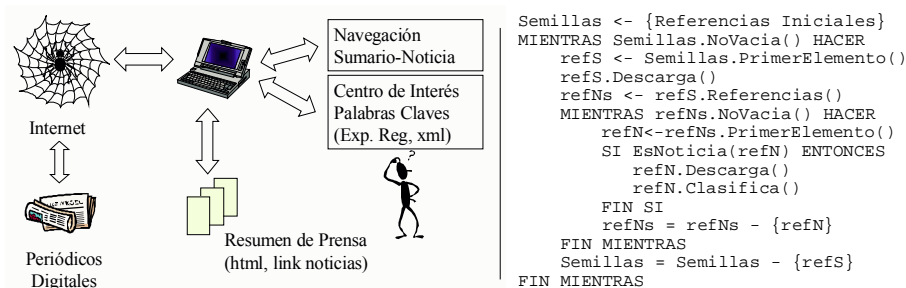 Navegación
Sumario-Noticia
Centro de Interés
Palabras Claves
(Exp. Reg, xml)
Internet
?
Periódicos
Digitales
Resumen de Prensa
(html, link noticias)
Semillas <- {Referencias Iniciales}
MIENTRAS Semillas.NoVacia() HACER
refS <- Semillas.PrimerElemento()
refS.Descarga()
refNs <- refS.Referencias()
MIENTRAS refNs.NoVacia() HACER
refN<-refNs.PrimerElemento()
SI EsNoticia(refN) ENTONCES
refN.Descarga()
refN.Clasifica()
FIN SI
refNs = refNs - {refN}
FIN MIENTRAS
Semillas = Semillas - {refS}
FIN MIENTRAS